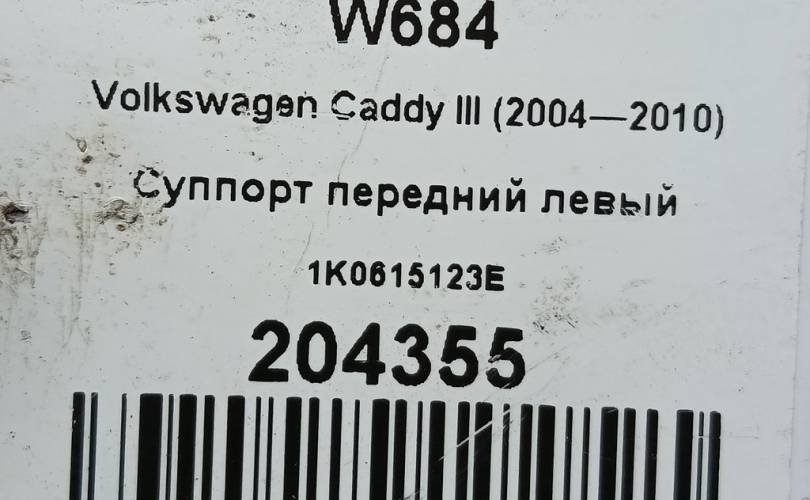 W684
Volkswagen Caddy III (2004—2010)
Суппорт передний левый
1K0615123E
204355